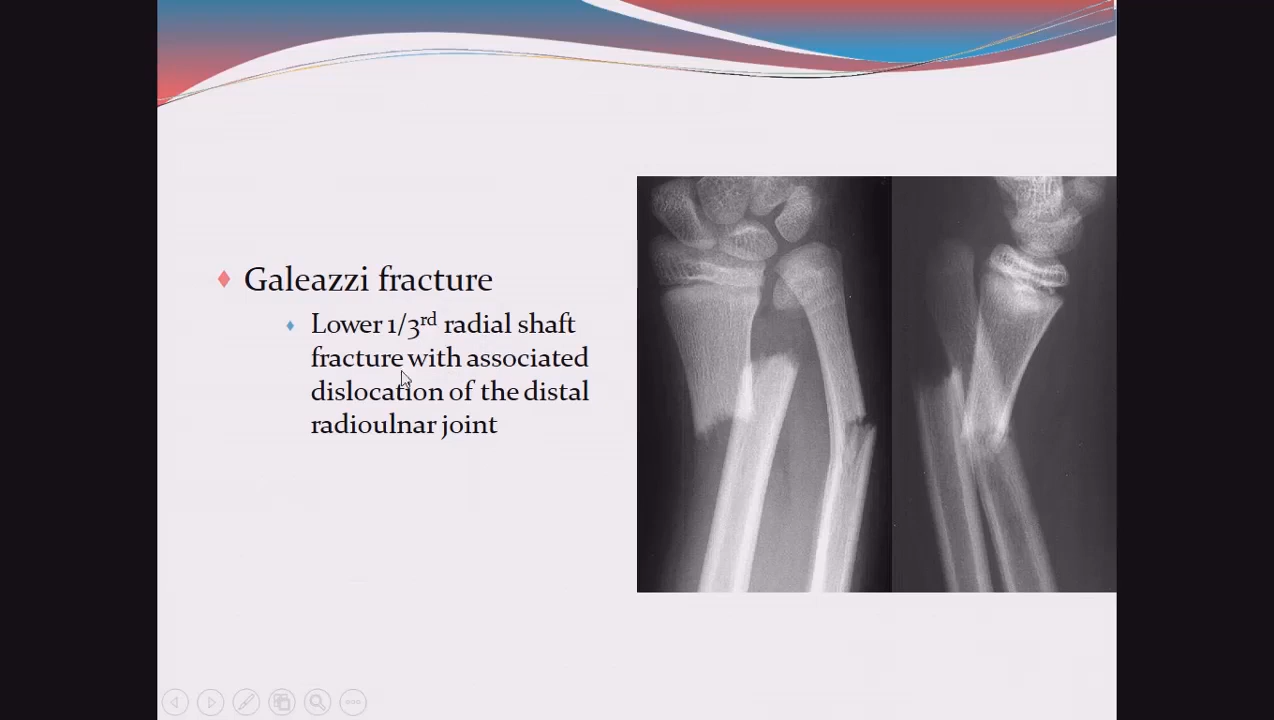 Galeazzi fracture
Lower 1/3rd radial shaft
fracture with associated
dislocation of the distal
radioulnar joint